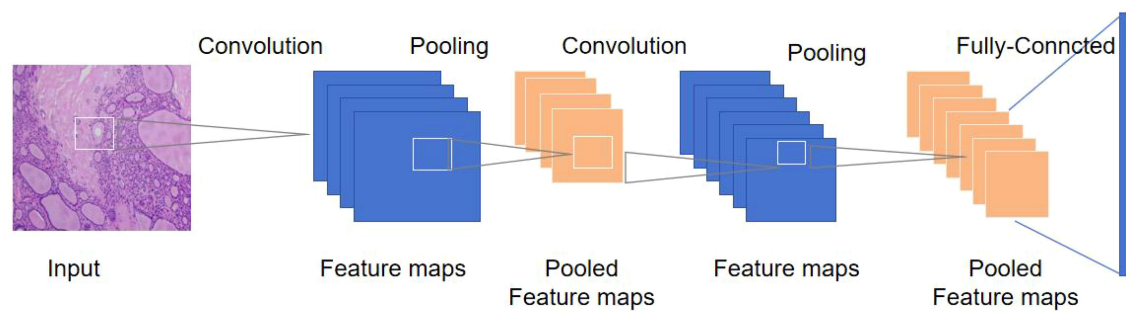 Convolution
Pooling
Convolution
Pooling
Fully-Conncted
Input
Feature maps
Pooled
Feature maps
Feature maps
Pooled
Feature maps